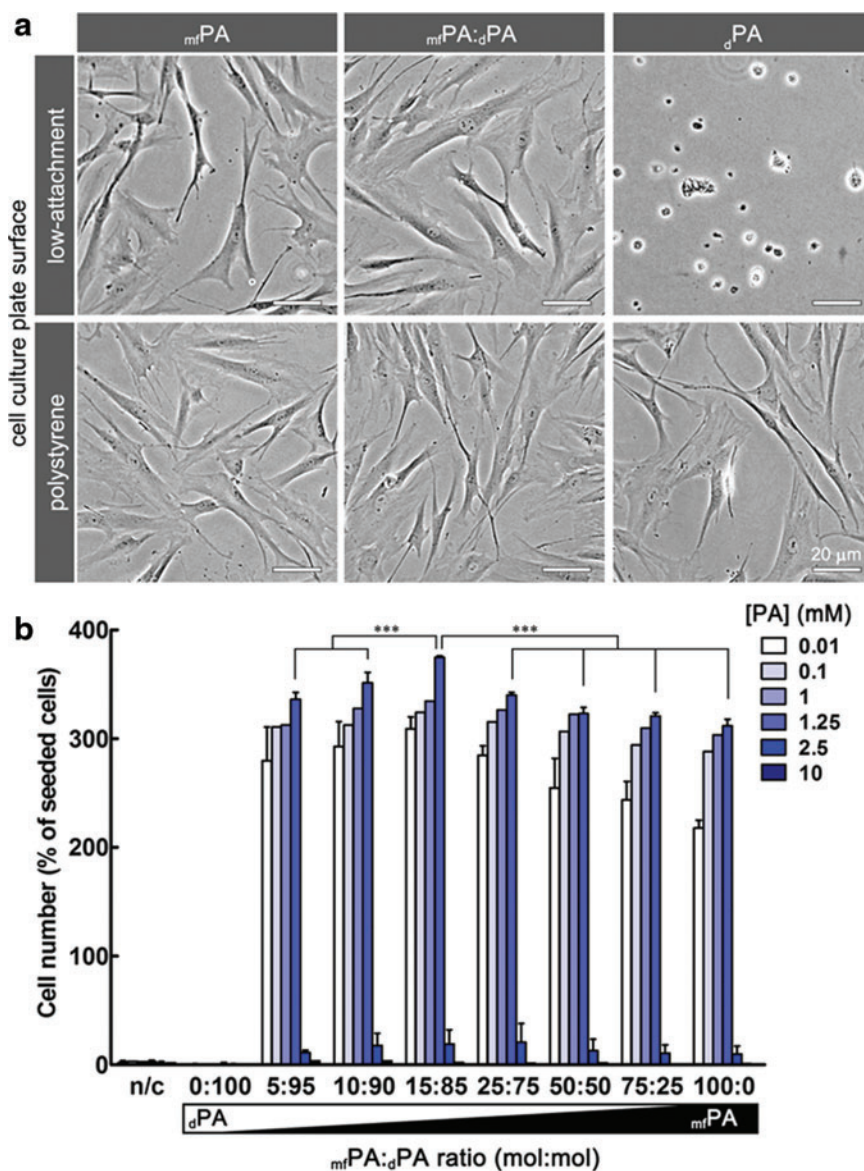 a
mfPA mfPA:dPA dPA
cell culture plate surface
low-attachment
polystyrene
20 μm
b
[PA] (mM)
0.01
0.1
1
1.25
2.5
10
***
***
Cell number (% of seeded cells)
400
300
200
100
0
n/c 0:100 5:95 10:90 15:85 25:75 50:50 75:25 100:0
dPA mfPA
mfPA:dPA ratio (mol:mol)